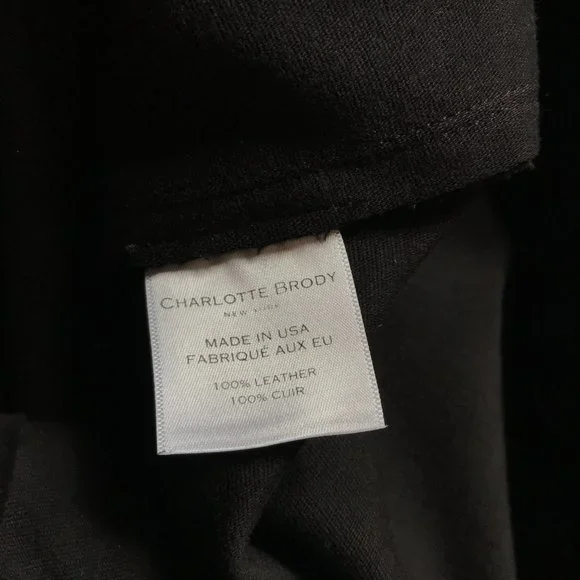 CHARLOTTE BRODY
NEW YORK
MADE IN USA
FABRIQUÉ AUX EU
100% LEATHER
100% CUIR